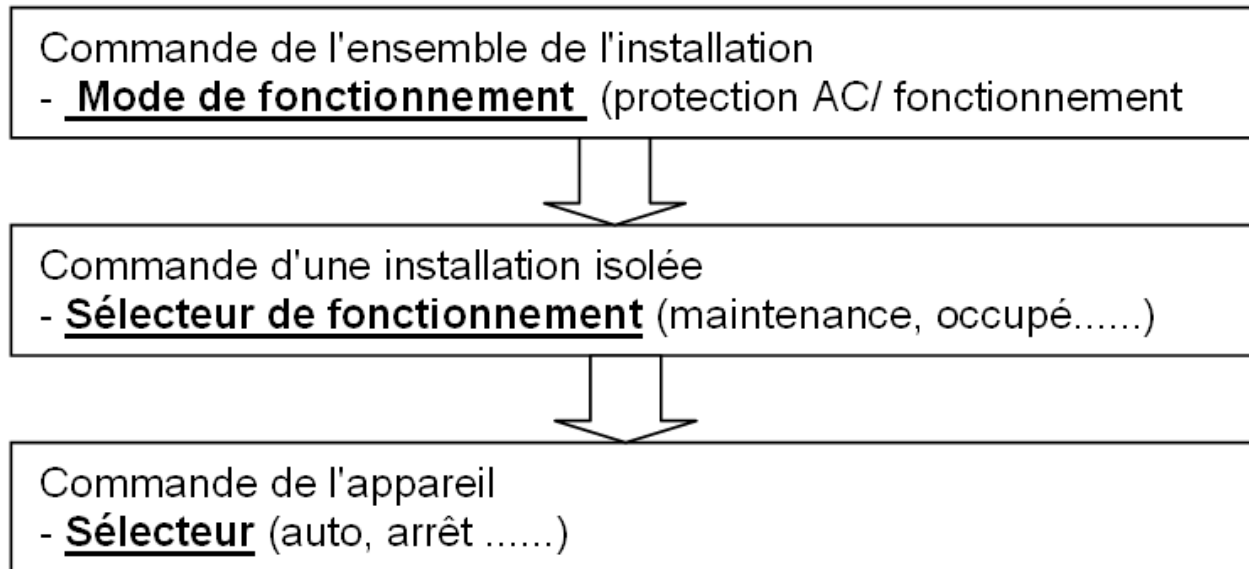 Commande de l'ensemble de l'installation
- Mode de fonctionnement (protection AC/ fonctionnement
Commande d'une installation isolée
- Sélecteur de fonctionnement (maintenance, occupé......)
Commande de l'appareil
- Sélecteur (auto, arrêt ......)